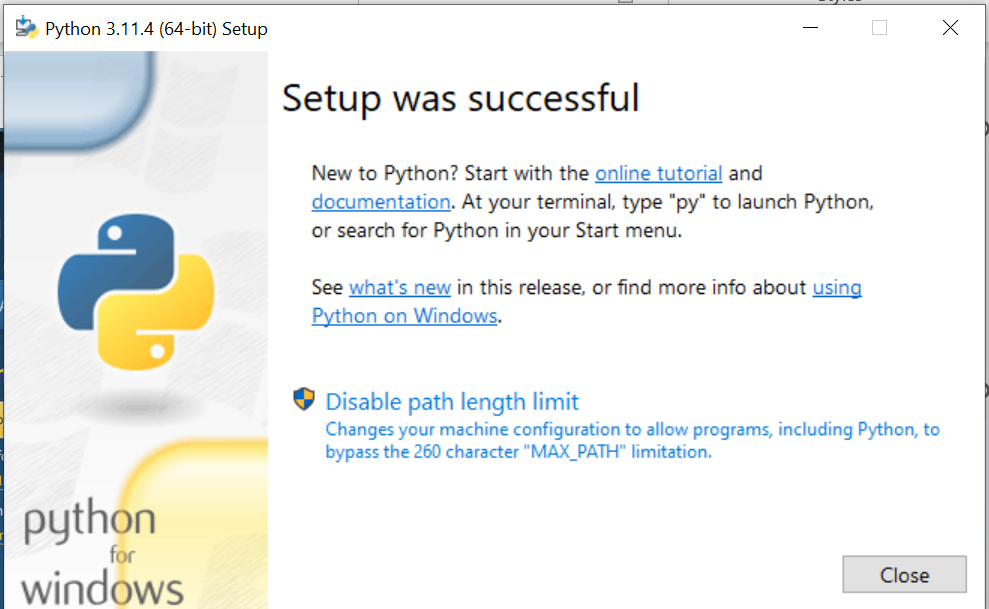 Python 3.11.4 (64-bit) Setup
Setup was successful
New to Python? Start with the online tutorial and
documentation. At your terminal, type "py" to launch Python,
or search for Python in your Start menu.
See what's new in this release, or find more info about using
Python on Windows.
Disable path length limit
Changes your machine configuration to allow programs, including Python, to
bypass the 260 character "MAX_PATH" limitation.
python
for
windows
Close